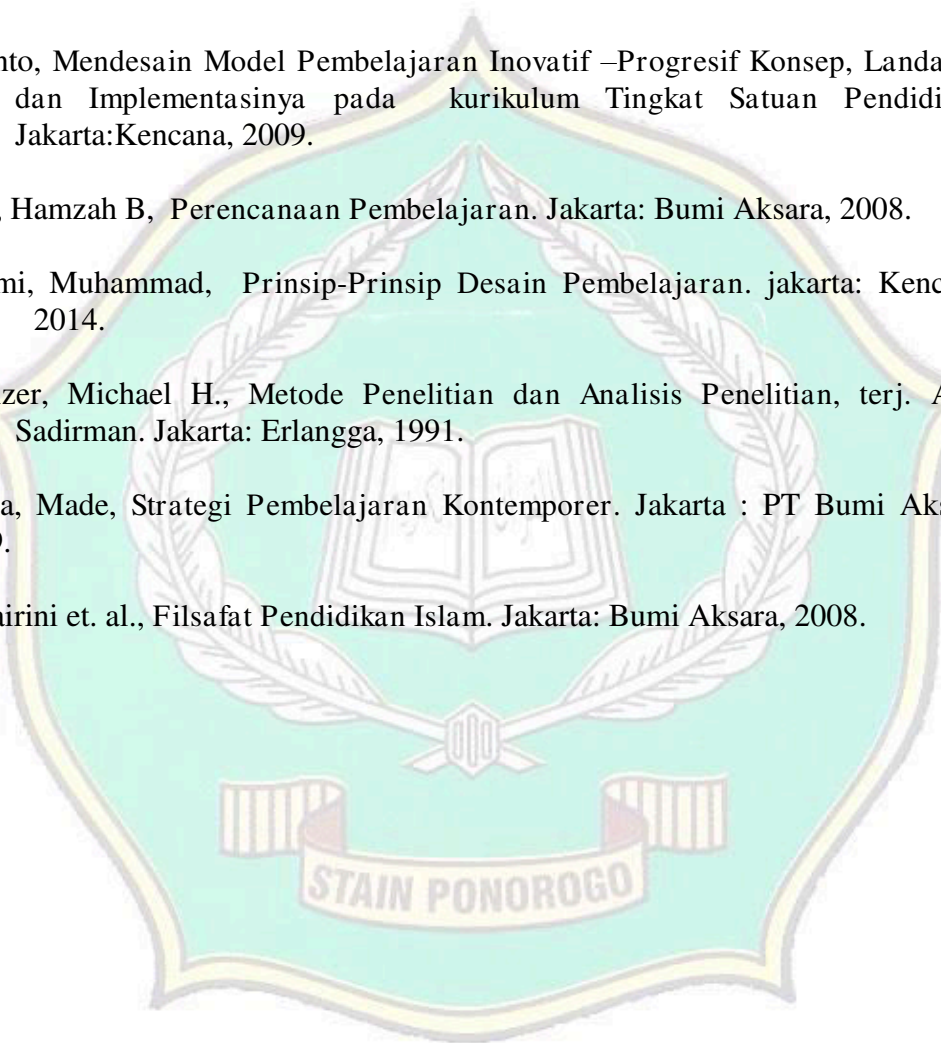 nto, Mendesain Model Pembelajaran Inovatif –Progresif Konsep, Landa
dan Implementasinya pada kurikulum Tingkat Satuan Pendidi
Jakarta:Kencana, 2009.
, Hamzah B, Perencanaan Pembelajaran. Jakarta: Bumi Aksara, 2008.
mi, Muhammad, Prinsip-Prinsip Desain Pembelajaran. jakarta: Kenc
2014.
zer, Michael H., Metode Penelitian dan Analisis Penelitian, terj. A
Sadirman. Jakarta: Erlangga, 1991.
a, Made, Strategi Pembelajaran Kontemporer. Jakarta : PT Bumi Aks
9.
airini et. al., Filsafat Pendidikan Islam. Jakarta: Bumi Aksara, 2008.
STAIN PONOROGO